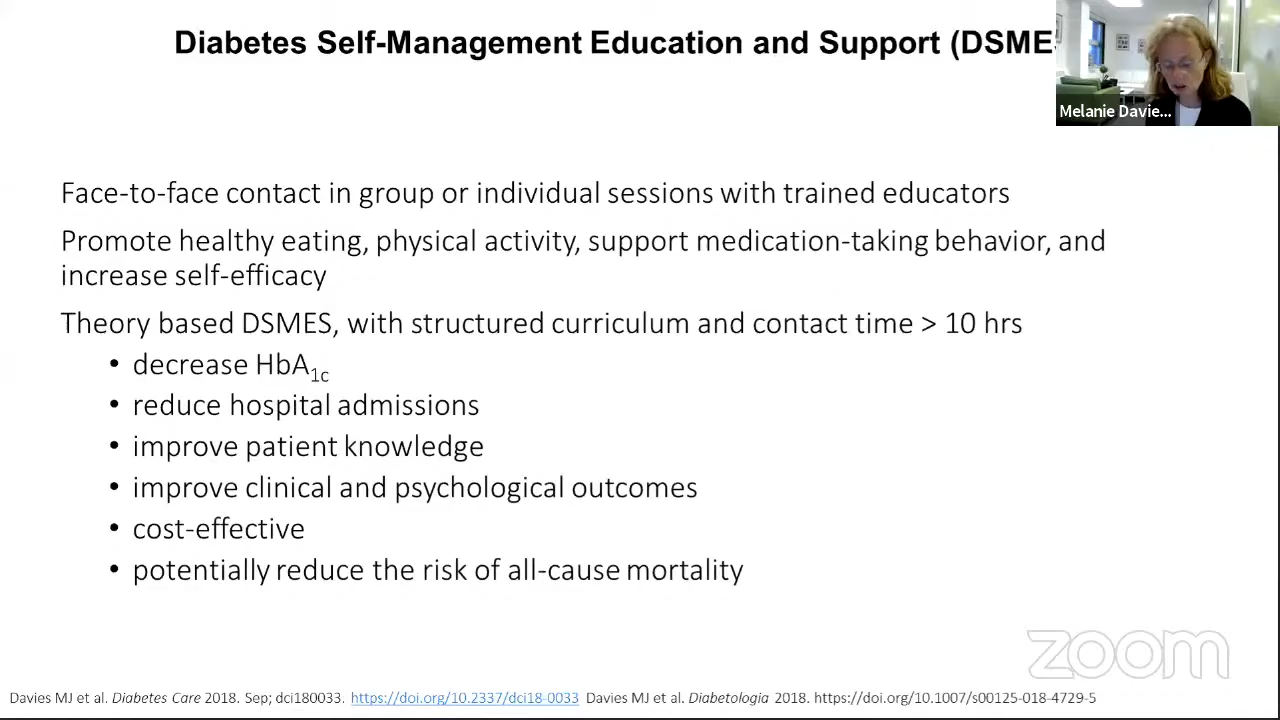 Diabetes Self-Management Education and Support (DSMES
Melanie Davie...
Face-to-face contact in group or individual sessions with trained educators
Promote healthy eating, physical activity, support medication-taking behavior, and
increase self-efficacy
Theory based DSMES, with structured curriculum and contact time > 10 hrs
• decrease HbA1c
• reduce hospital admissions
• improve patient knowledge
• improve clinical and psychological outcomes
• cost-effective
• potentially reduce the risk of all-cause mortality
zoom
Davies MJ et al. Diabetes Care 2018. Sep; dci180033. https://doi.org/10.2337/dci18-0033 Davies MJ et al. Diabetologia 2018. https://doi.org/10.1007/s00125-018-4729-5